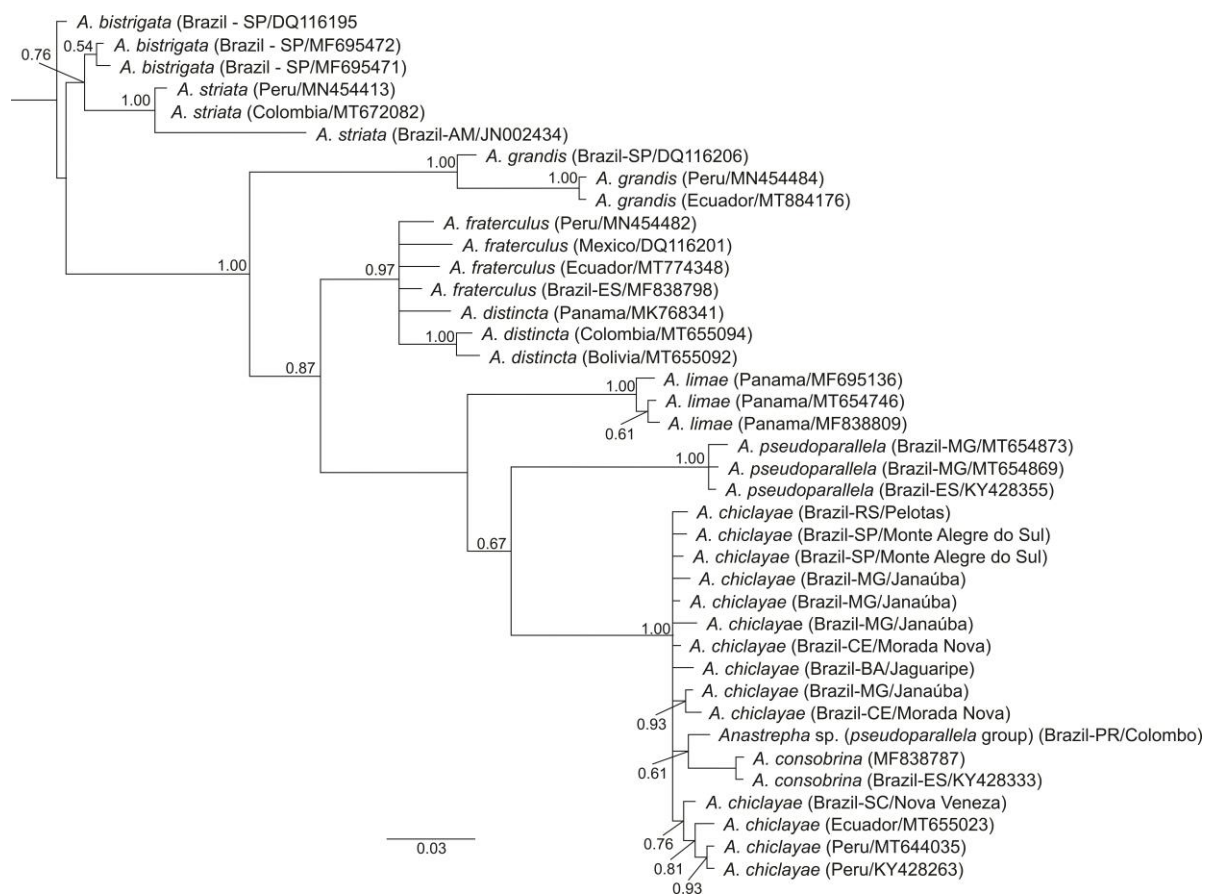 A. bistrigata (Brazil - SP/DQ116195
0.54
A. bistrigata (Brazil - SP/MF695472)
0.76
A. bistrigata (Brazil - SP/MF695471)
A. striata (Peru/MN454413)
1.00
A. striata (Colombia/MT672082)
A. striata (Brazil-AM/JN002434)
A. grandis (Brazil-SP/DQ116206)
1.00
1.00
A. grandis (Peru/MN454484)
A. grandis (Ecuador/MT884176)
A. fraterculus (Peru/MN454482)
A. fraterculus (Mexico/DQ116201)
1.00
0.97
A. fraterculus (Ecuador/MT774348)
A. fraterculus (Brazil-ES/MF838798)
A. distincta (Panama/MK768341)
1.00
A. distincta (Colombia/MT655094)
A. distincta (Bolivia/MT655092)
0.87
1.00
A. limae (Panama/MF695136)
A. limae (Panama/MT654746)
A. limae (Panama/MF838809)
0.61
A. pseudoparallela (Brazil-MG/MT654873)
1.00
A. pseudoparallela (Brazil-MG/MT654869)
A. pseudoparallela (Brazil-ES/KY428355)
A. chiclayae (Brazil-RS/Pelotas)
A. chiclayae (Brazil-SP/Monte Alegre do Sul)
0.67
A. chiclayae (Brazil-SP/Monte Alegre do Sul)
A. chiclayae (Brazil-MG/Janaúba)
A. chiclayae (Brazil-MG/Janaúba)
1.00
A. chiclayae (Brazil-MG/Janaúba)
A. chiclayae (Brazil-CE/Morada Nova)
A. chiclayae (Brazil-BA/Jaguaripe)
A. chiclayae (Brazil-MG/Janaúba)
0.93
A. chiclayae (Brazil-CE/Morada Nova)
Anastrepha sp. (pseudoparallela group) (Brazil-PR/Colombo)
0.61
A. consobrina (MF838787)
A. consobrina (Brazil-ES/KY428333)
A. chiclayae (Brazil-SC/Nova Veneza)
A. chiclayae (Ecuador/MT655023)
0.76
A. chiclayae (Peru/MT644035)
0.81
A. chiclayae (Peru/KY428263)
0.93
0.03